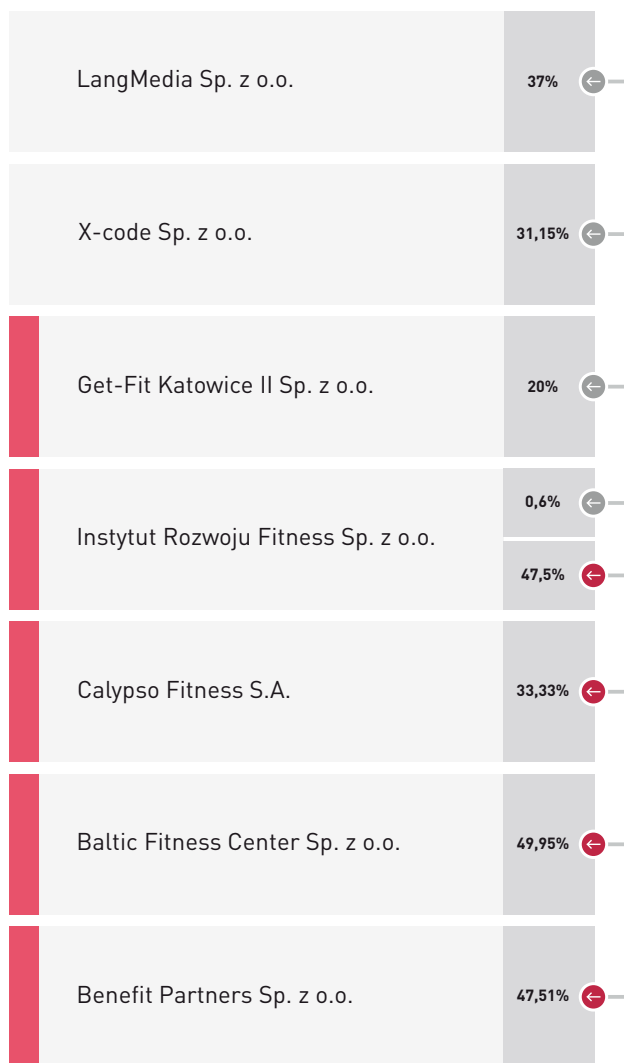 LangMedia Sp. z o.o. 37%
X-code Sp. z o.o. 31,15%
Get-Fit Katowice II Sp. z o.o. 20%
0,6%
Instytut Rozwoju Fitness Sp. z o.o.
47,5%
Calypso Fitness S.A. 33,33%
Baltic Fitness Center Sp. z o.o. 49,95%
Benefit Partners Sp. z o.o. 47,51%